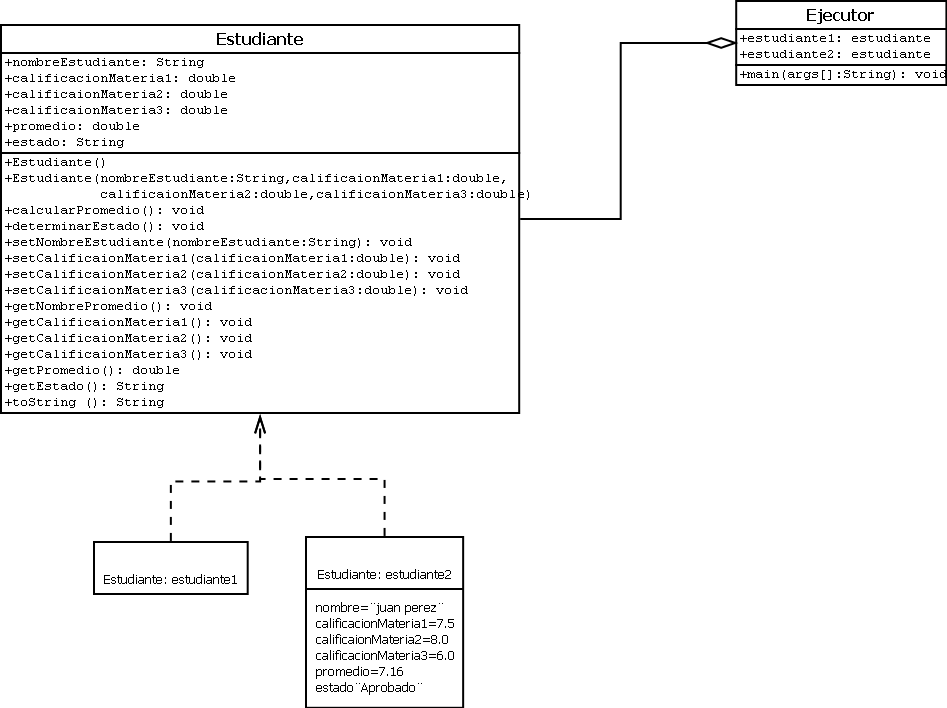 Estudiante
+nombreEstudiante: String
+calificacionMateria1: double
+calificaionMateria2: double
+calificaionMateria3: double
+promedio: double
+estado: String
+Estudiante()
+Estudiante(nombreEstudiante:String,calificaionMateria1:double,
calificaionMateria2:double,calificaionMateria3:double)
+calcularPromedio(): void
+determinarEstado(): void
+setNombreEstudiante(nombreEstudiante:String): void
+setCalificaionMateria1(calificaionMateria1:double): void
+setCalificaionMateria2(calificaionMateria2:double): void
+setCalificaionMateria3(calificacionMateria3:double): void
+getNombrePromedio(): void
+getCalificaionMateria1(): void
+getCalificaionMateria2(): void
+getCalificaionMateria3(): void
+getPromedio(): double
+getEstado(): String
+toString (): String
Ejecutor
+estudiante1: estudiante
+estudiante2: estudiante
+main(args[]:String): void
Estudiante: estudiante1
Estudiante: estudiante2
nombre=¨juan perez¨
calificacionMateria1=7.5
calificaionMateria2=8.0
calificacionMateria3=6.0
promedio=7.16
estado¨Aprobado¨